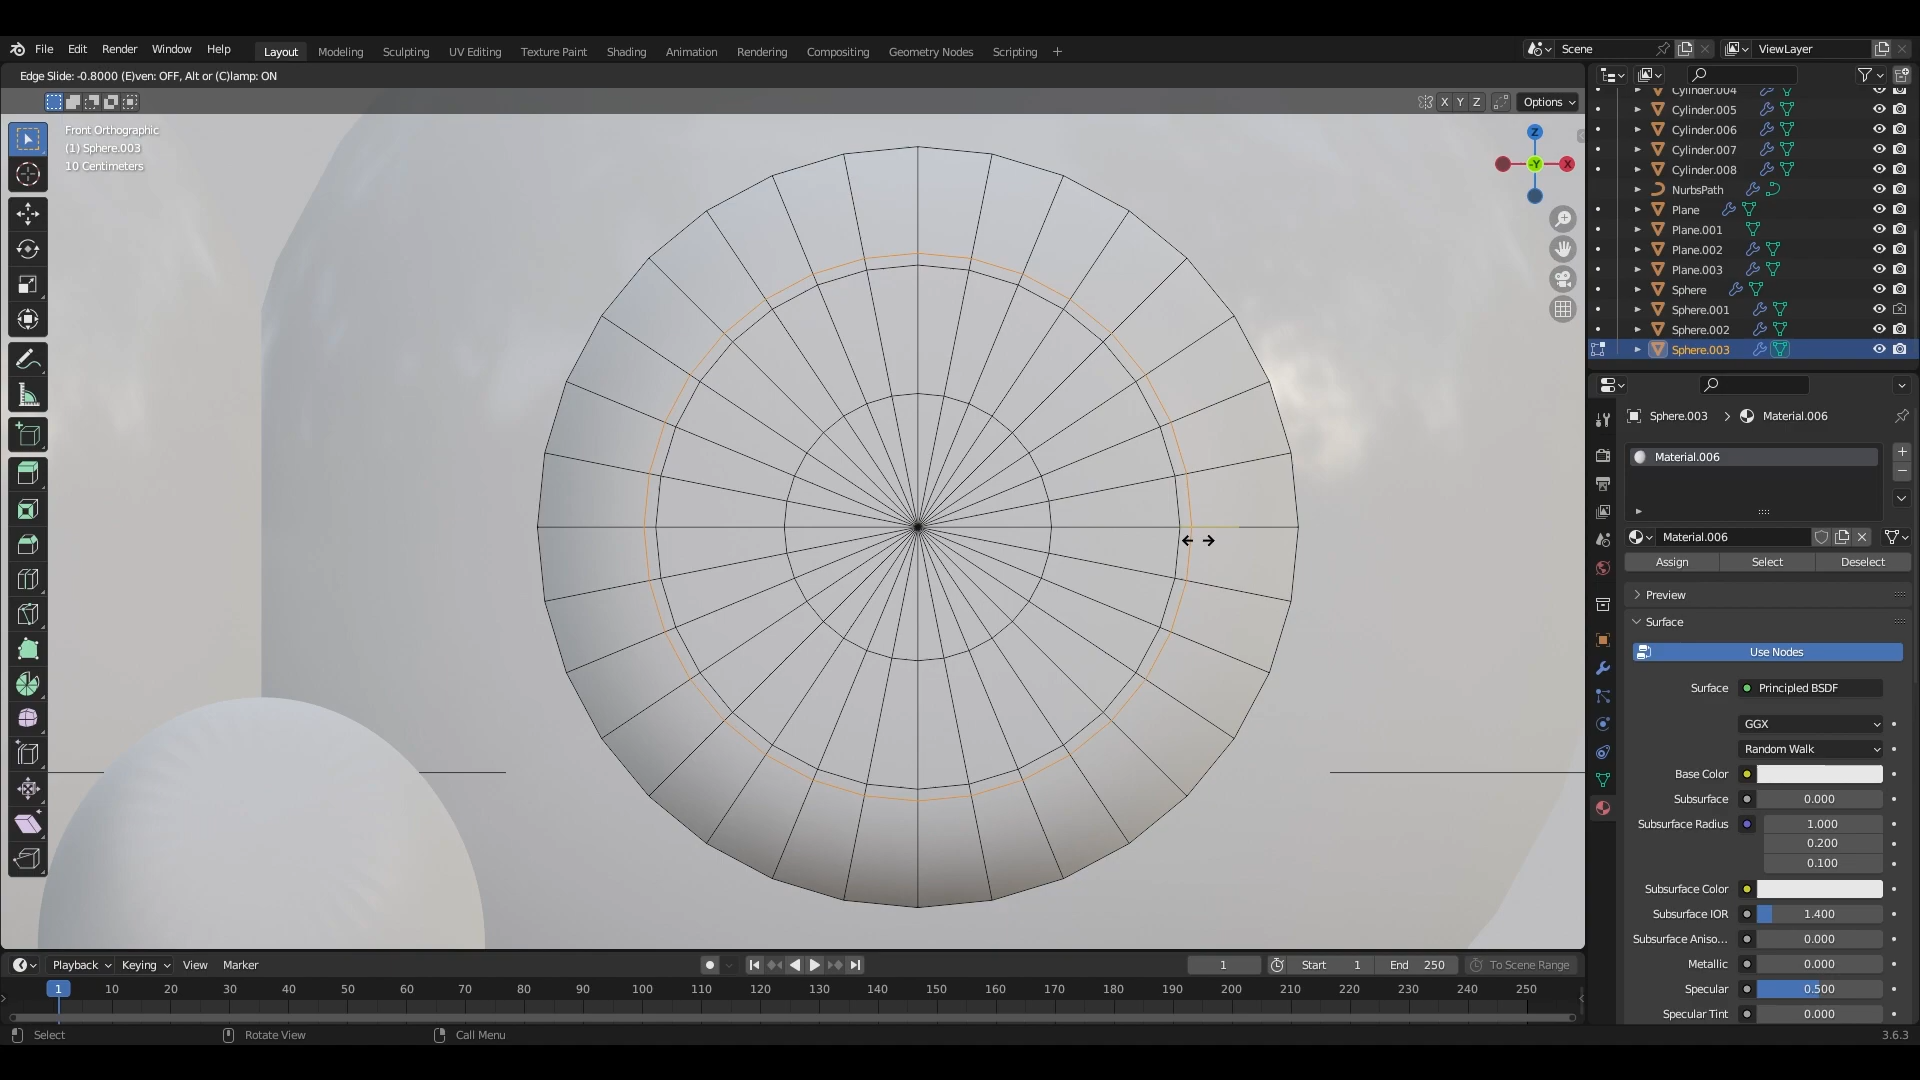 File Edit Render Window Help
Layout Modeling Sculpting UV Editing Texture Paint Shading Animation Rendering Compositing Geometry Nodes Scripting +
Scene
ViewLayer
Edge Slide: -0.8000 (E)ven: OFF, Alt or (C)lamp: ON
X Y Z
Options
Front Orthographic
(1) Sphere.003
10 Centimeters
Z
-Y
X
Cylinder.004
Cylinder.005
Cylinder.006
Cylinder.007
Cylinder.008
NurbsPath
Plane
Plane.001
Plane.002
Plane.003
Sphere
Sphere.001
Sphere.002
Sphere.003
Sphere.003 > Material.006
Material.006
Material.006
Assign Select Deselect
Preview
Surface
Use Nodes
Surface Principled BSDF
GGX
Random Walk
Base Color
Subsurface 0.000
Subsurface Radius 1.000
0.200
0.100
Subsurface Color
Subsurface IOR 1.400
Subsurface Aniso... 0.000
Metallic 0.000
Specular 0.500
Specular Tint 0.000
Playback Keying View Marker
1
Start 1
End 250
To Scene Range
1 10 20 30 40 50 60 70 80 90 100 110 120 130 140 150 160 170 180 190 200 210 220 230 240 250
Select
Rotate View
Call Menu
3.6.3